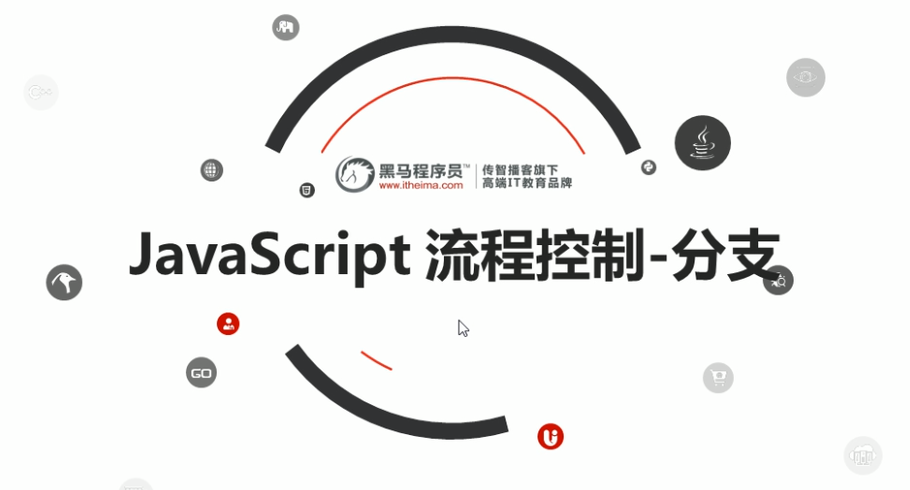 黑马程序员™ 传智播客旗下
www.itheima.com 高端IT教育品牌
JavaScript 流程控制-分支
GO
C++